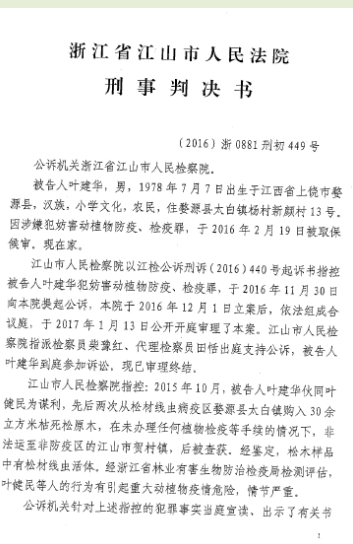 浙江省江山市人民法院
刑事判决书
（2016）浙0881刑初449号
公诉机关浙江省江山市人民检察院。
被告人叶建华，男，1978年7月7日出生于江西省上饶市婺
源县，汉族，小学文化，农民，住婺源县太白镇杨村新颜村13号。
因涉嫌犯妨害动植物防疫、检疫罪，于2016年2月19日被取保
候审。现在家。
江山市人民检察院以江检公诉刑诉（2016）440号起诉书指控
被告人叶建华犯妨害动植物防疫、检疫罪，于2016年11月30日
向本院提起公诉，本院于2016年12月1日立案后，依法组成合
议庭，于2017年1月13日公开开庭审理了本案。江山市人民检
察院指派检察员柴豫红、代理检察员田恬出庭支持公诉，被告人
叶建华到庭参加诉讼。现已审理终结。
江山市人民检察院指控：2015年10月，被告人叶建华伙同叶
健民为谋利，先后两次从松材线虫病疫区婺源县太白镇购入30余
立方米枯死松原木，在未办理任何植物检疫等手续的情况下，非
法运至非防疫区的江山市贺村镇，后被查获。经鉴定，松木样品
中有松材线虫活体。经浙江省林业有害生物防治检疫局检测评估，
叶健民等人的行为有引起重大动植物疫情危险，情节严重。
公诉机关针对上述指控的犯罪事实当庭宣读、出示了有关书
1